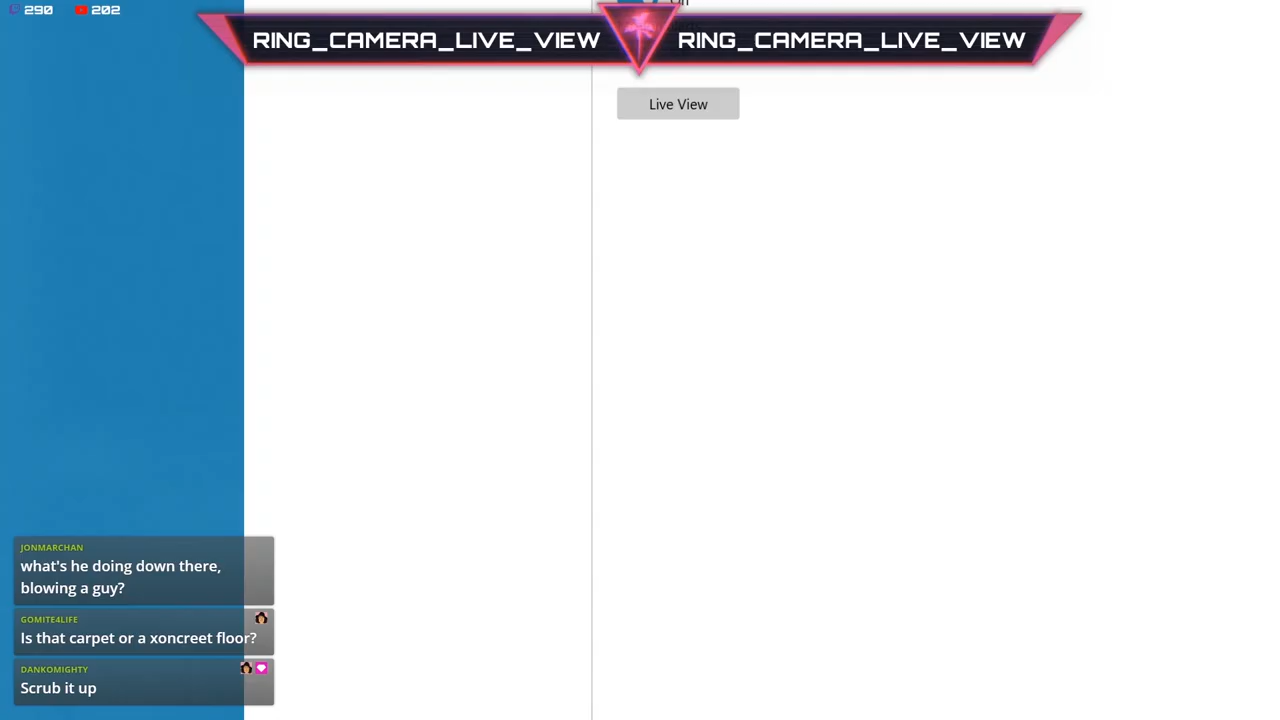 290 202
RING_CAMERA_LIVE_VIEW RING_CAMERA_LIVE_VIEW
Live View
JONMARCHAN
what's he doing down there,
blowing a guy?
GOMITE4LIFE
Is that carpet or a xoncreet floor?
DANKOMIGHTY
Scrub it up